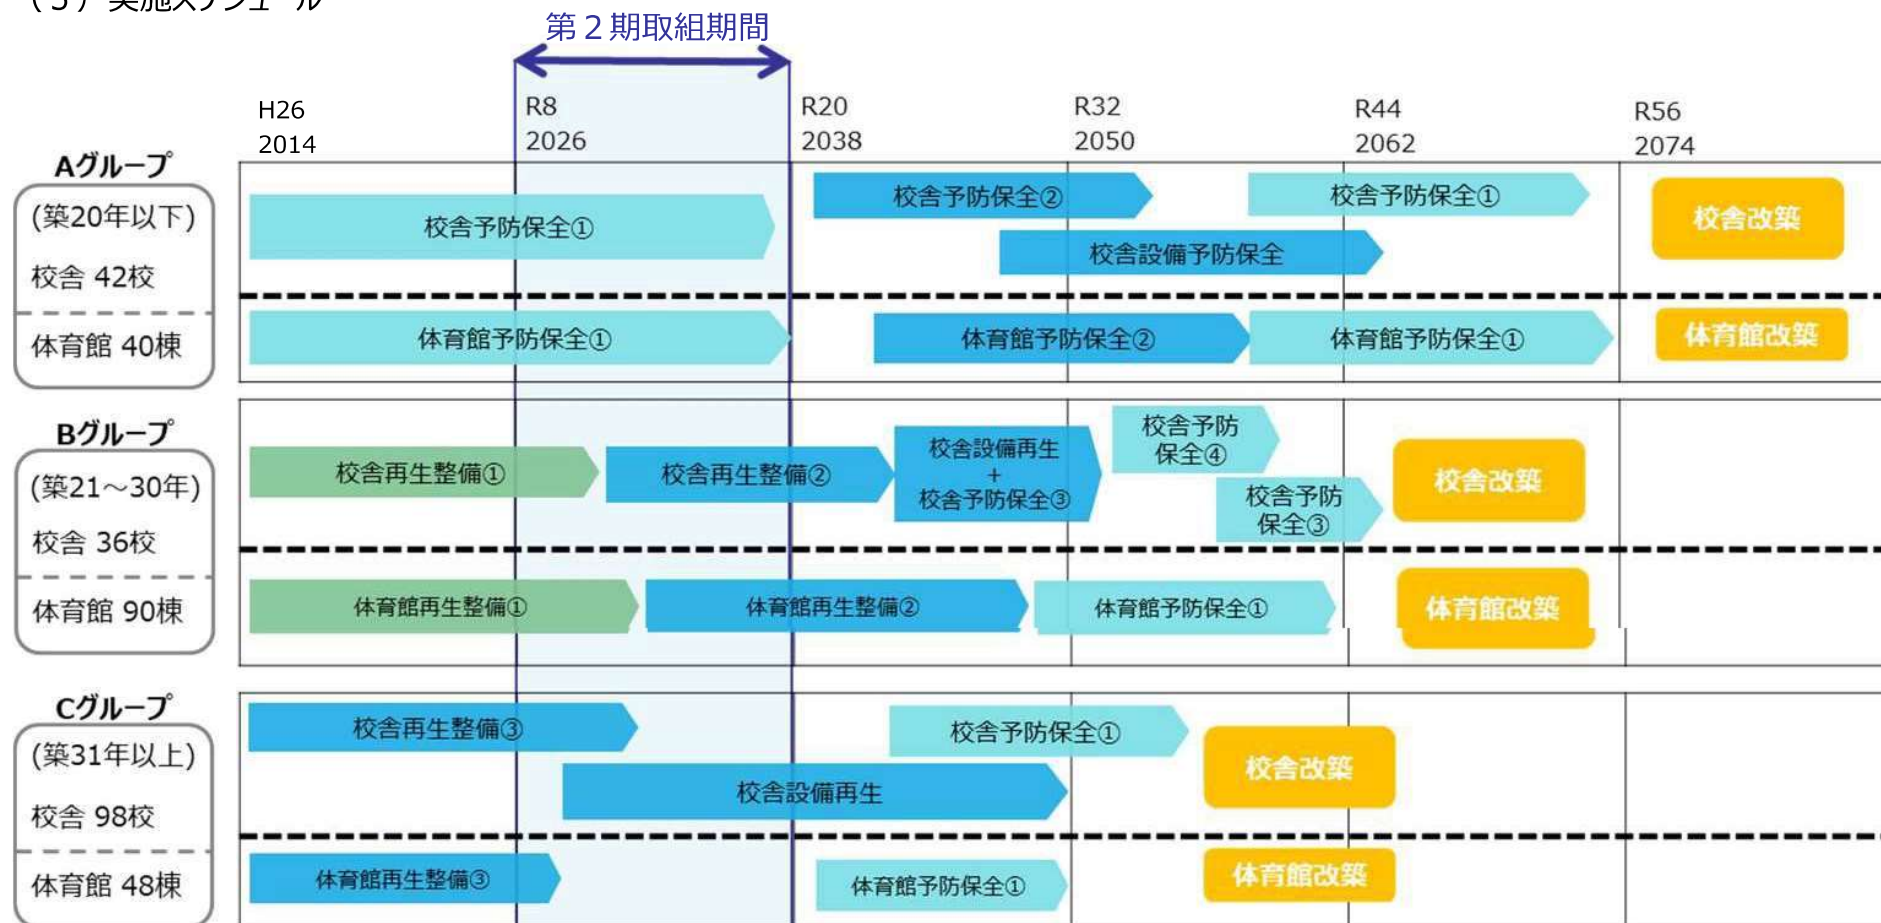 (3) 実施スケジュール
第2期取組期間
H26 R8 R20 R32 R44 R56
2014 2026 2038 2050 2062 2074
Aグループ
(築20年以下)
校舎 42校
体育館 40棟
校舎予防保全①
校舎予防保全②
校舎設備予防保全
校舎予防保全①
校舎改築
体育館予防保全①
体育館予防保全②
体育館予防保全①
体育館改築
Bグループ
(築21～30年)
校舎 36校
体育館 90棟
校舎再生整備①
校舎再生整備②
校舎設備再生
+
校舎予防保全③
校舎予防
保全④
校舎予防
保全③
校舎改築
体育館再生整備①
体育館再生整備②
体育館予防保全①
体育館改築
Cグループ
(築31年以上)
校舎 98校
体育館 48棟
校舎再生整備③
校舎設備再生
校舎予防保全①
校舎改築
体育館再生整備③
体育館予防保全①
体育館改築